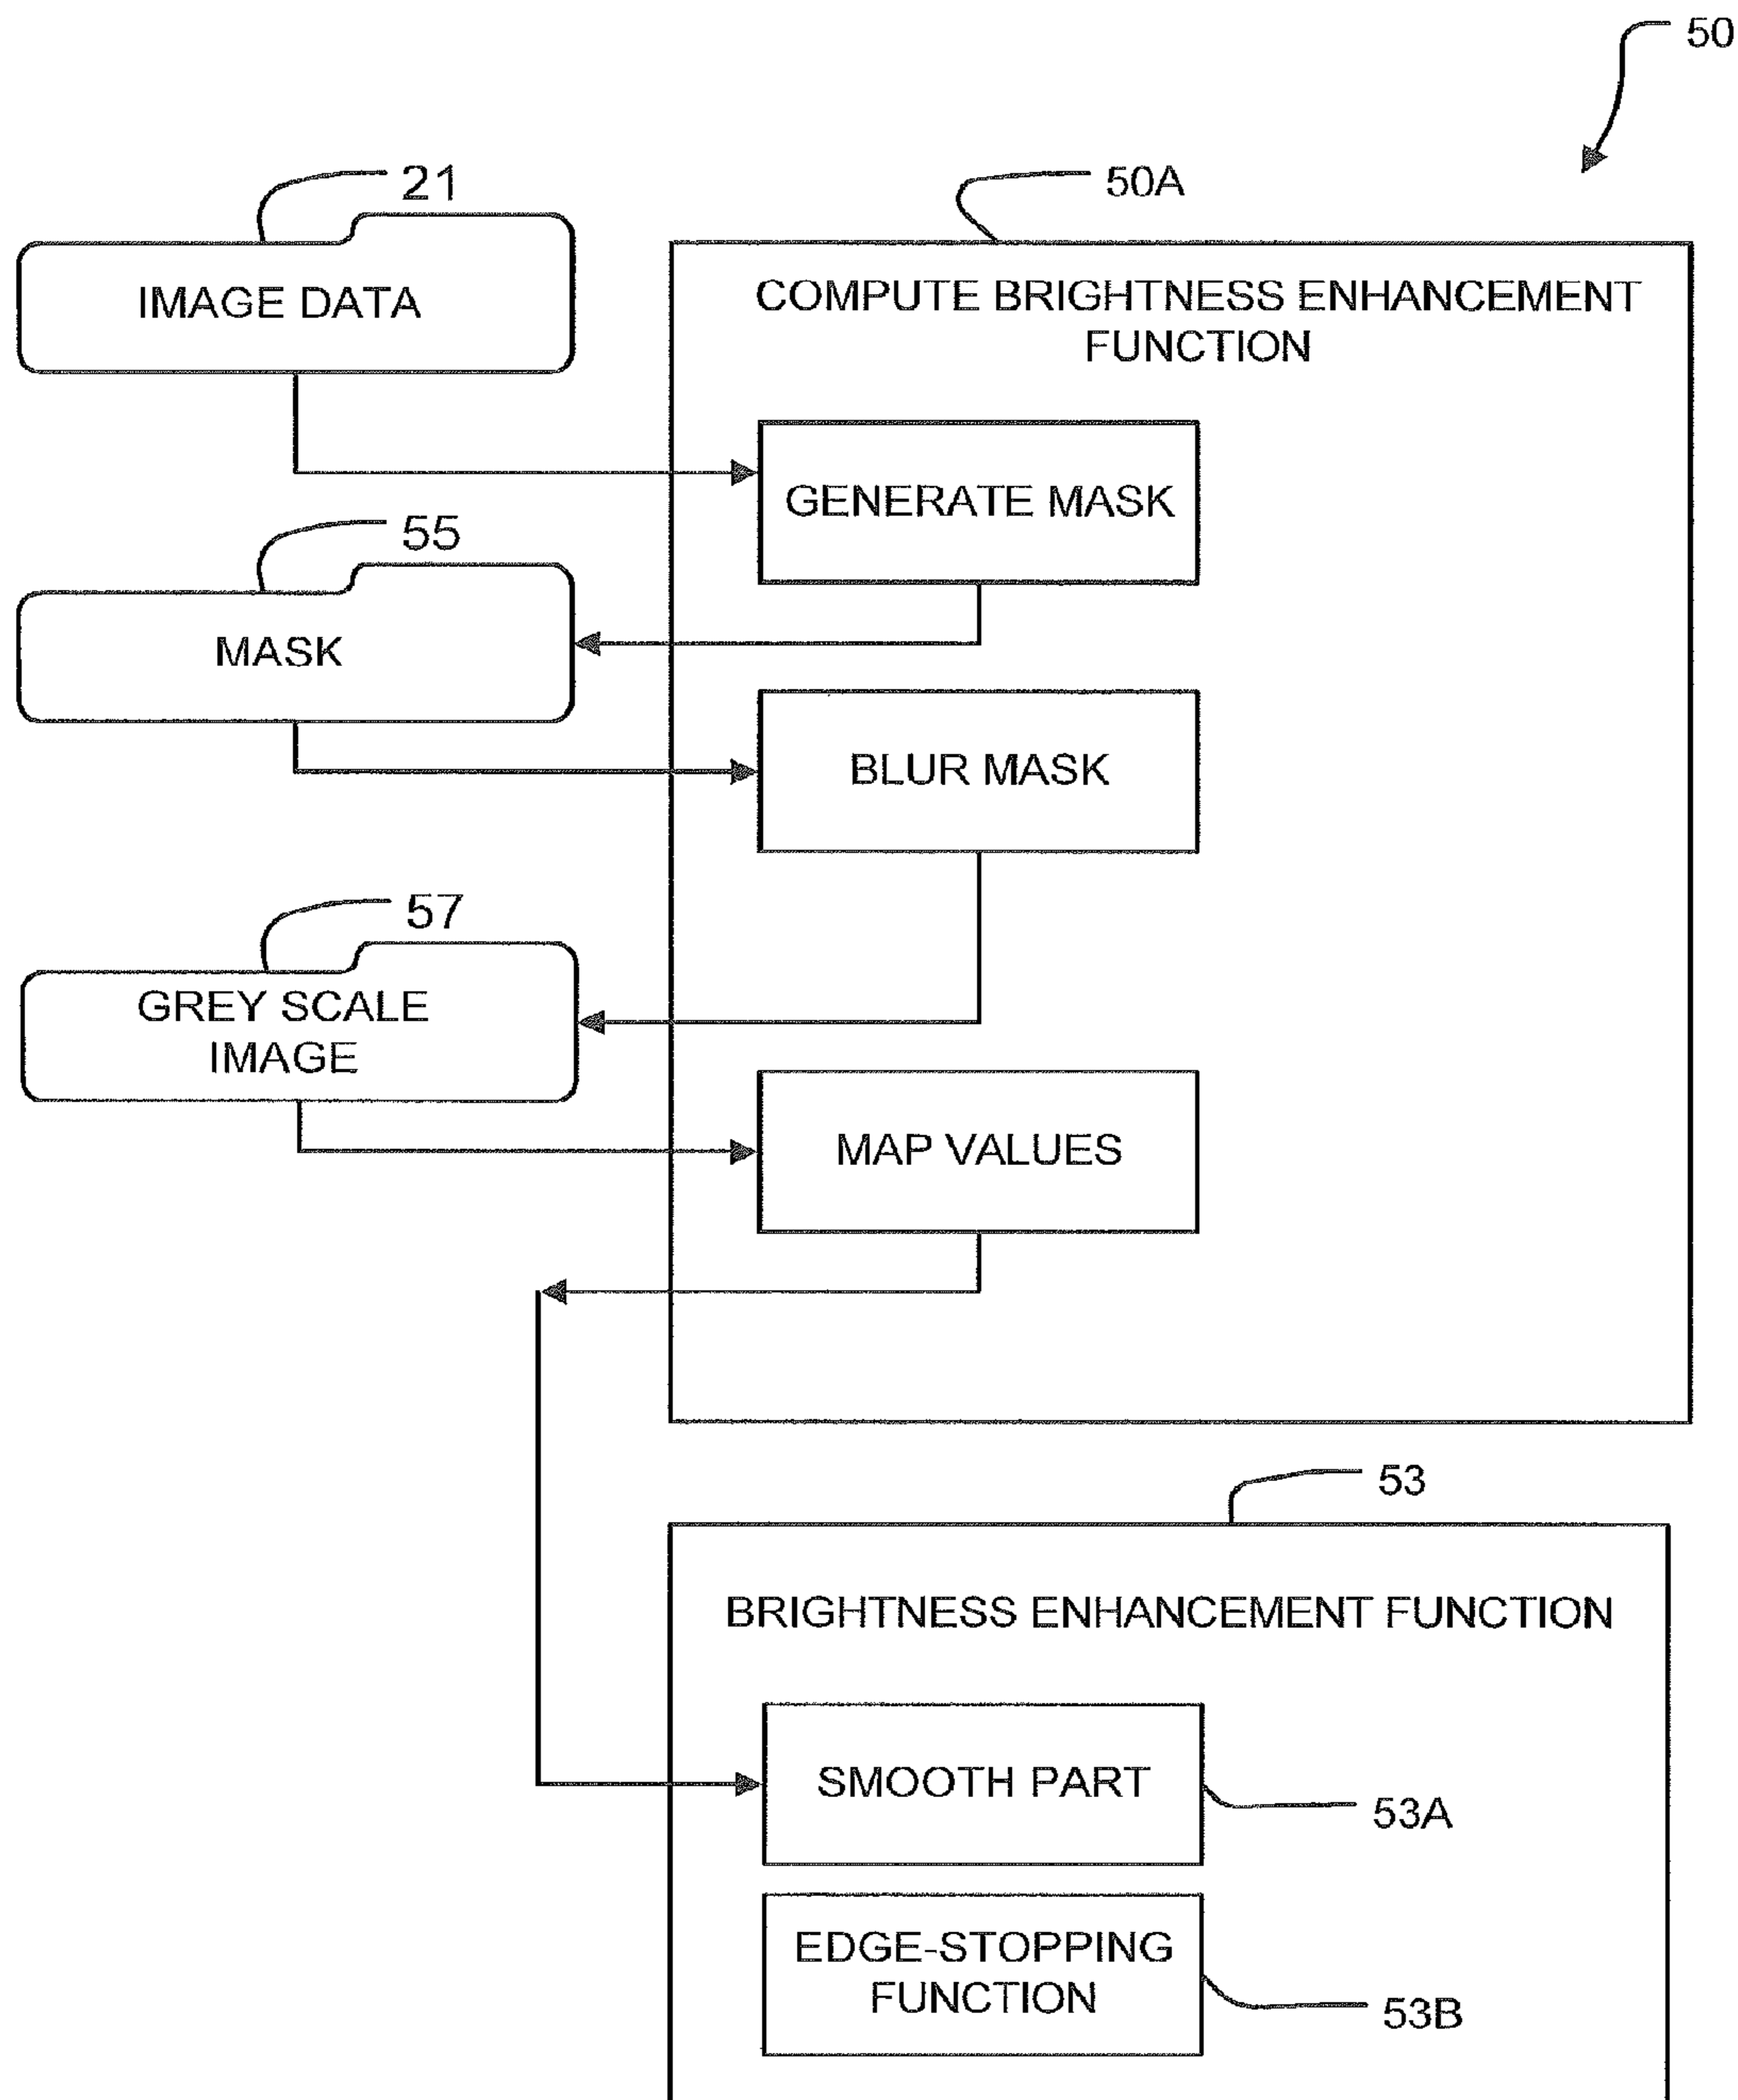 50
21
50A
IMAGE DATA
COMPUTE BRIGHTNESS ENHANCEMENT
FUNCTION
GENERATE MASK
55
MASK
BLUR MASK
57
GREY SCALE
IMAGE
MAP VALUES
53
BRIGHTNESS ENHANCEMENT FUNCTION
SMOOTH PART
53A
EDGE-STOPPING
FUNCTION
53B